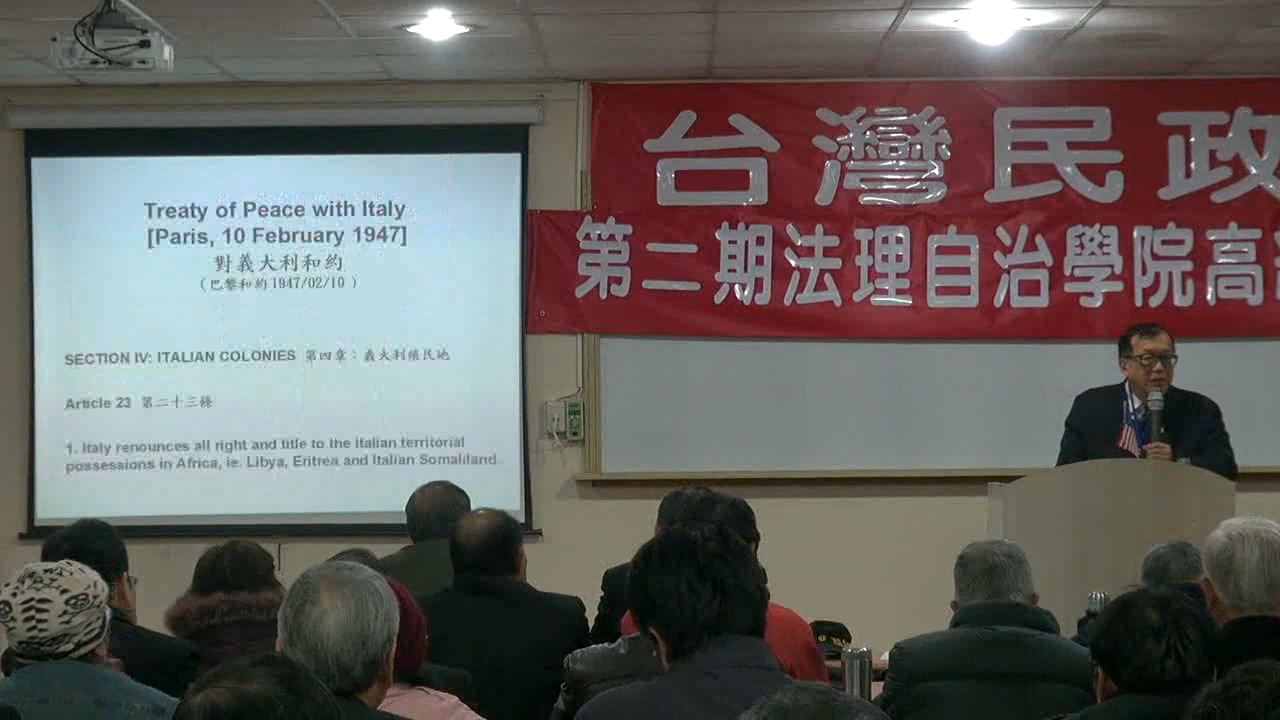 Treaty of Peace with Italy
[Paris, 10 February 1947]
對義大利和約
(巴黎和約 1947/02/10 )
SECTION IV: ITALIAN COLONIES 第四章：義大利殖民地
Article 23 第二十三條
1. Italy renounces all right and title to the Italian territorial
possessions in Africa, ie. Libya, Eritrea and Italian Somaliland
台灣民政
第二期法理自治學院高